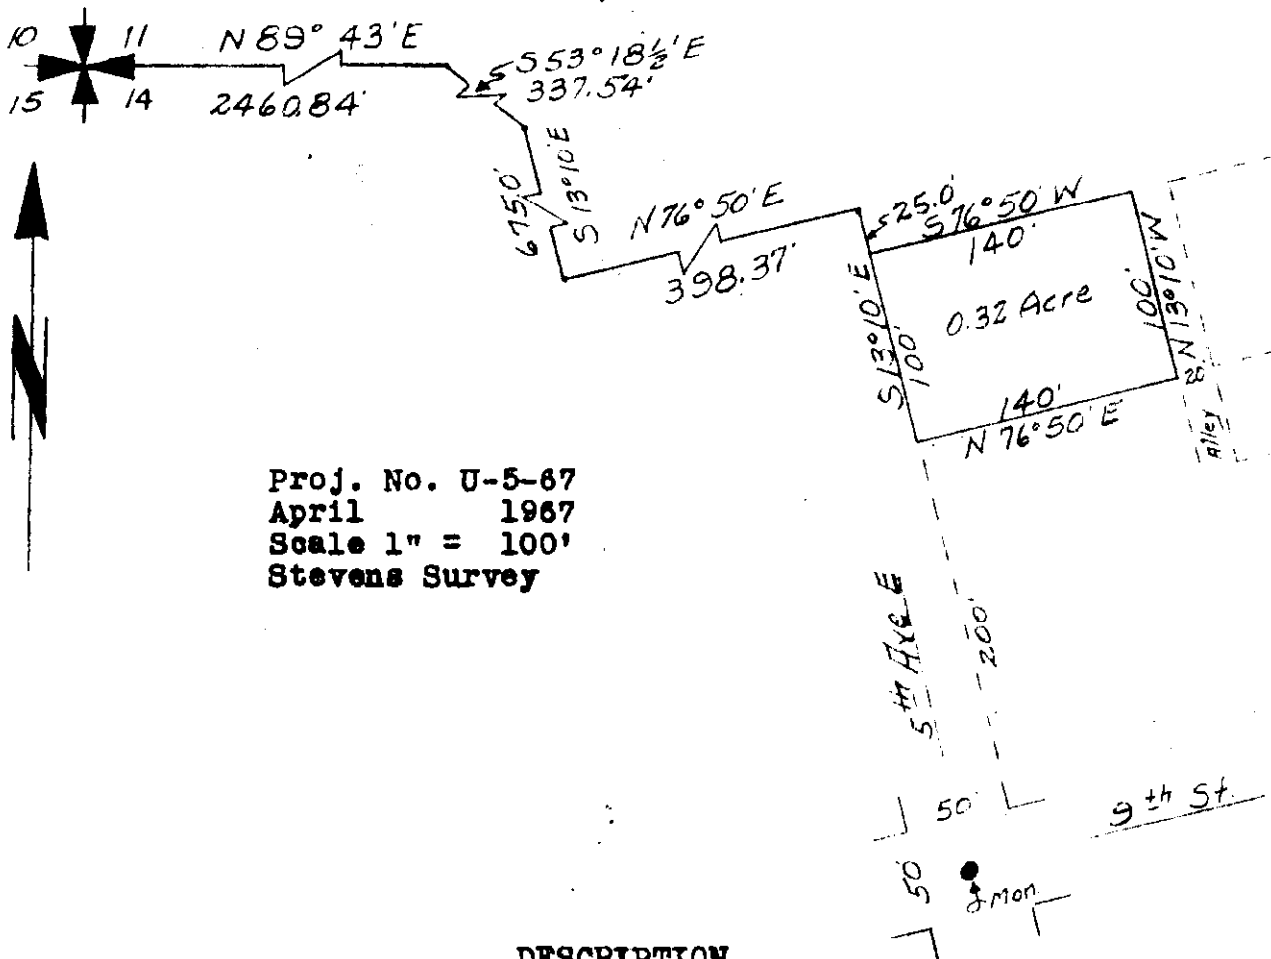 10 11
15 14
N 89° 43' E
2460.84'
S 53° 18½' E
337.54'
675.0'
S 13° 10' E
N 76° 50' E
398.37'
25.0'
S 76° 50' W
140'
S 13° 10' E
100'
0.32 Acre
100'
N 13° 10' W
140'
N 76° 50' E
20'
Alley
N
Proj. No. U-5-67
April 1967
Scale 1" = 100'
Stevens Survey
5th Ave E
200'
50'
9th St.
50'
Mon.
DESCRIPTION